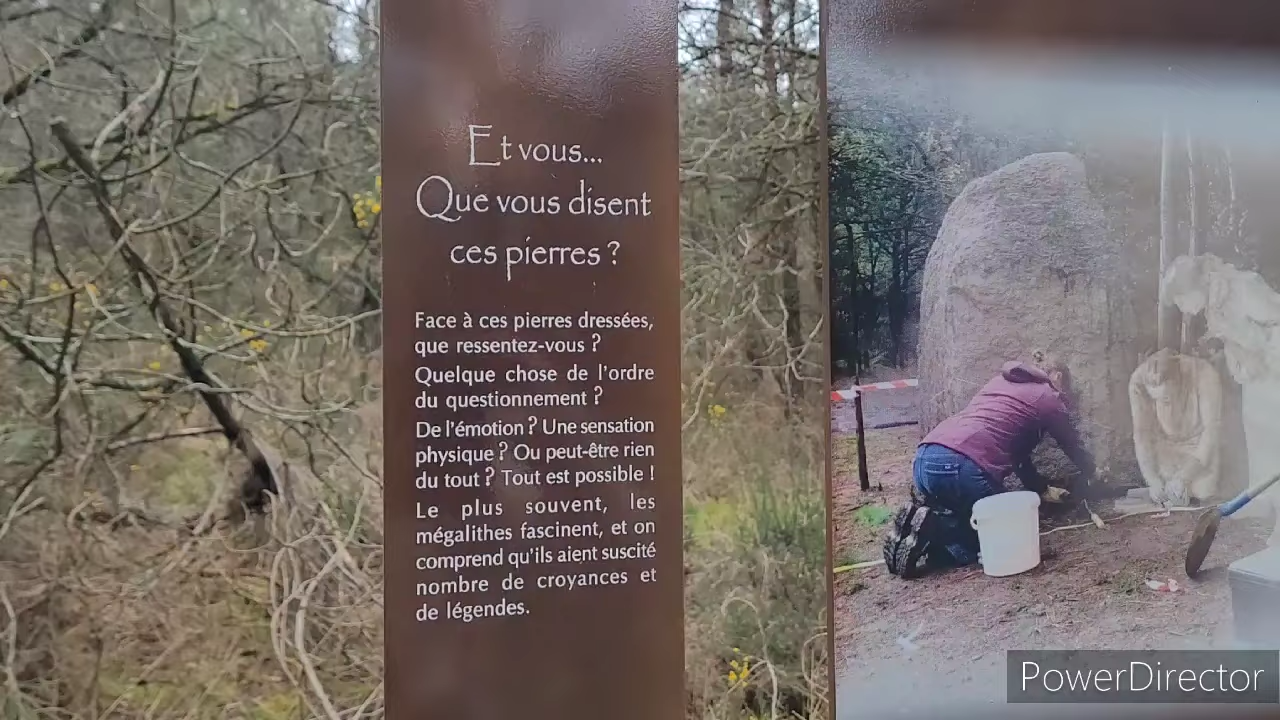 Et vous...
Que vous disent
ces pierres ?
Face à ces pierres dressées,
que ressentez-vous ?
Quelque chose de l'ordre
du questionnement ?
De l'émotion ? Une sensation
physique ? Ou peut-être rien
du tout ? Tout est possible !
Le plus souvent, les
mégalithes fascinent, et on
comprend qu'ils aient suscité
nombre de croyances et
de légendes.
PowerDirector